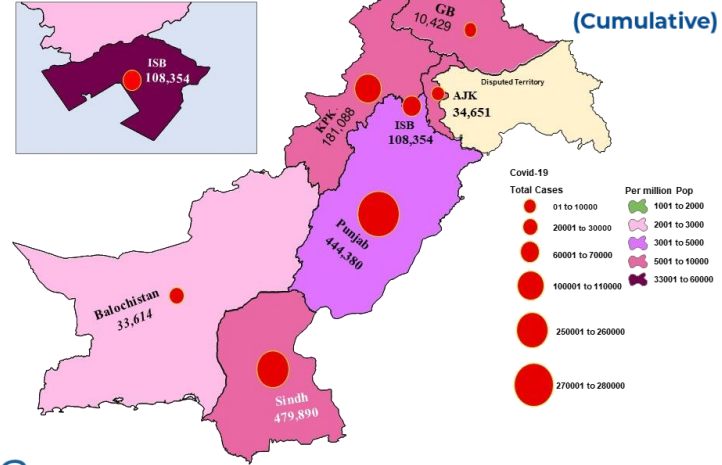 (Cumulative)
GB
10,429
ISB
108,354
Disputed Territory
AJK
34,651
KPK
181,088
ISB
108,354
Punjab
444,380
Balochistan
33,614
Sindh
479,890
Covid-19
Total Cases
01 to 10000
20001 to 30000
60001 to 70000
100001 to 110000
250001 to 260000
270001 to 280000
Per million Pop
1001 to 2000
2001 to 3000
3001 to 5000
5001 to 10000
33001 to 60000